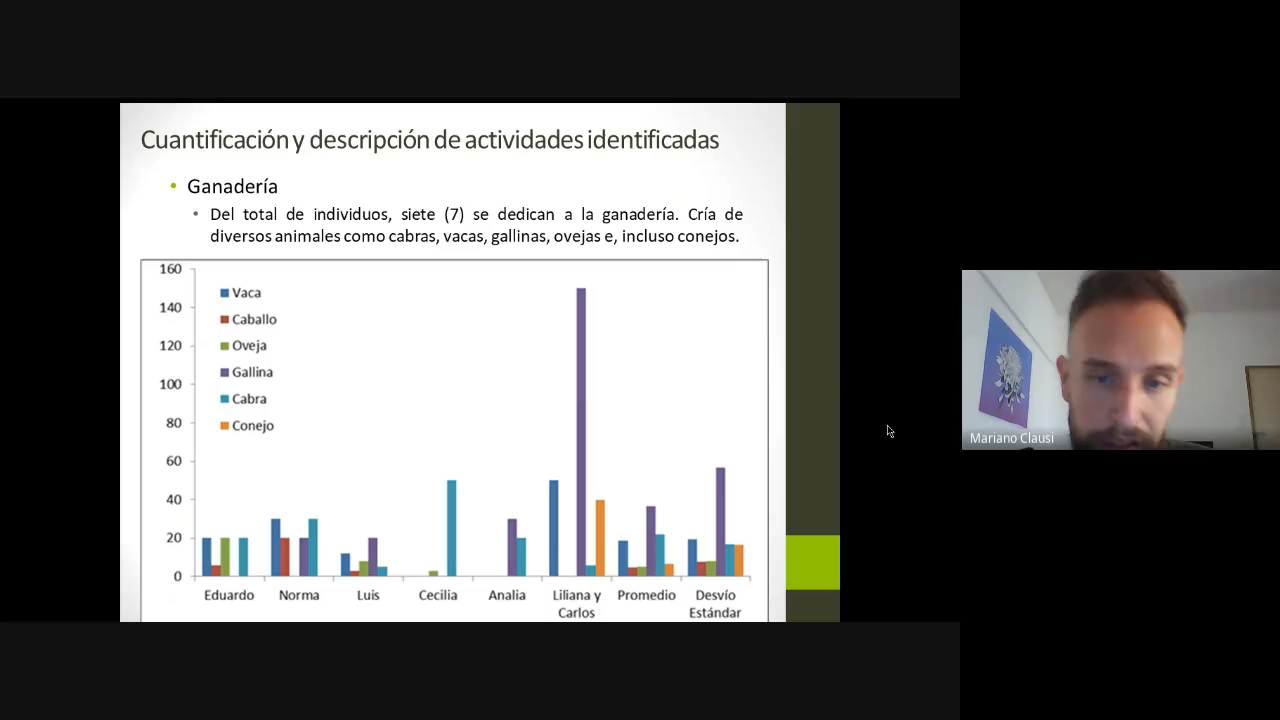 Cuantificación y descripción de actividades identificadas
• Ganadería
• Del total de individuos, siete (7) se dedican a la ganadería. Cría de
diversos animales como cabras, vacas, gallinas, ovejas e, incluso conejos.
160
140
120
100
80
60
40
20
0
Vaca
Caballo
Oveja
Gallina
Cabra
Conejo
Eduardo
Norma
Luis
Cecilia
Analia
Liliana y
Carlos
Promedio
Desvío
Estándar
Mariano Clausi